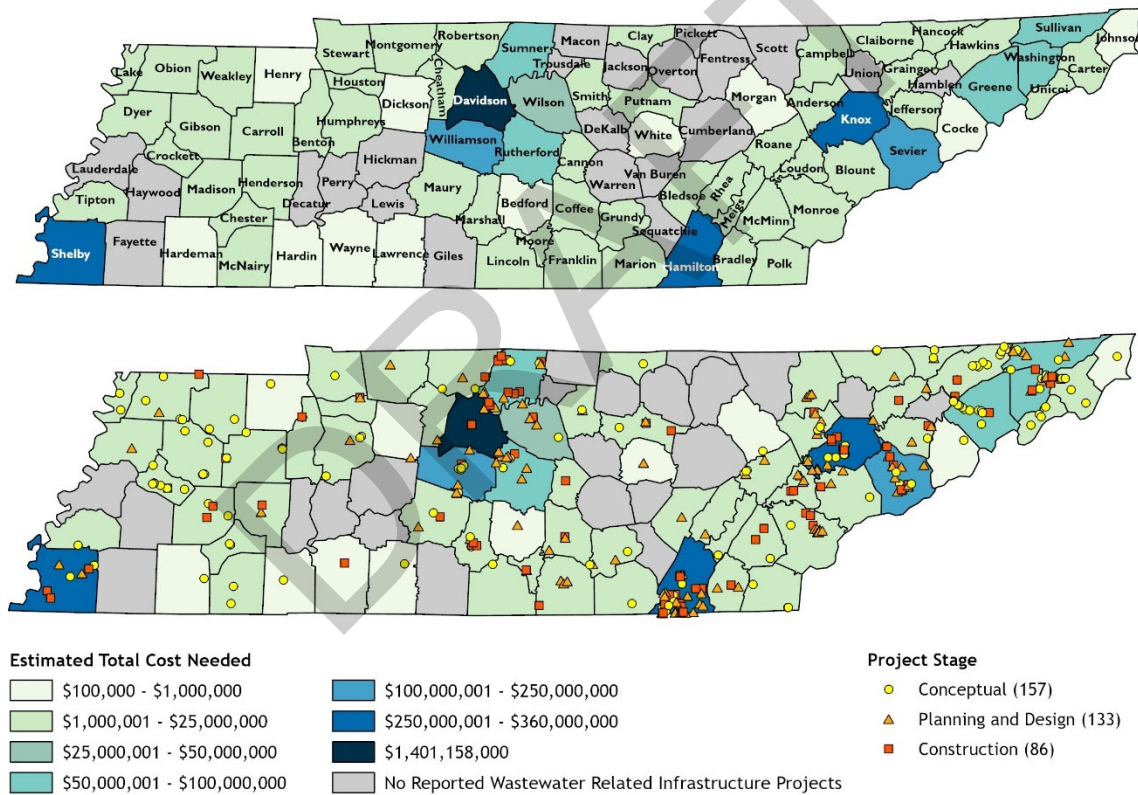 Stewart
Montgomery
Robertson
Sumner
Macon
Trousdale
Clay
Jackson
Pickett
Overton
Fentress
Scott
Campbell
Claiborne
Union
Grainger
Hancock
Hawkins
Hamblen
Sullivan
Washington
Johnson
Carter
Unicoi
Greene
Lake
Obion
Weakley
Henry
Houston
Dickson
Cheatham
Davidson
Wilson
Smith
Putnam
Morgan
Anderson
Knox
Jefferson
Cocke
Sevier
Dyer
Gibson
Carroll
Humphreys
Benton
Williamson
Rutherford
DeKalb
White
Cumberland
Roane
Loudon
Blount
Crockett
Lauderdale
Haywood
Tipton
Madison
Henderson
Decatur
Perry
Hickman
Lewis
Maury
Cannon
Warren
Van Buren
Bledsoe
Rhea
Meigs
McMinn
Monroe
Chester
Marshall
Bedford
Coffee
Grundy
Sequatchie
Shelby
Fayette
Hardeman
McNairy
Hardin
Wayne
Lawrence
Giles
Lincoln
Moore
Franklin
Marion
Hamilton
Bradley
Polk
DRAFT
Estimated Total Cost Needed
$100,000 - $1,000,000
$1,000,001 - $25,000,000
$25,000,001 - $50,000,000
$50,000,001 - $100,000,000
$100,000,001 - $250,000,000
$250,000,001 - $360,000,000
$1,401,158,000
No Reported Wastewater Related Infrastructure Projects
Project Stage
Conceptual (157)
Planning and Design (133)
Construction (86)